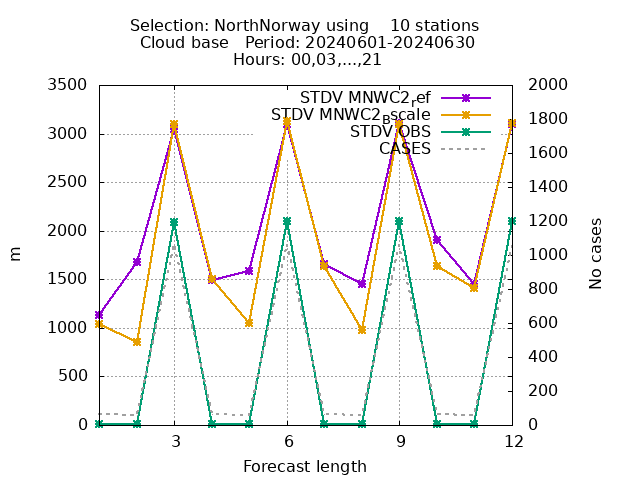 Selection: NorthNorway using    10 stations
Cloud base   Period: 20240601-20240630
Hours: 00,03,...,21
STDV MNWC2_ref
STDV MNWC2_Bscale
STDV OBS
CASES
3500
3000
2500
2000
1500
1000
500
0
m
2000
1800
1600
1400
1200
1000
800
600
400
200
0
No cases
3 6 9 12
Forecast length